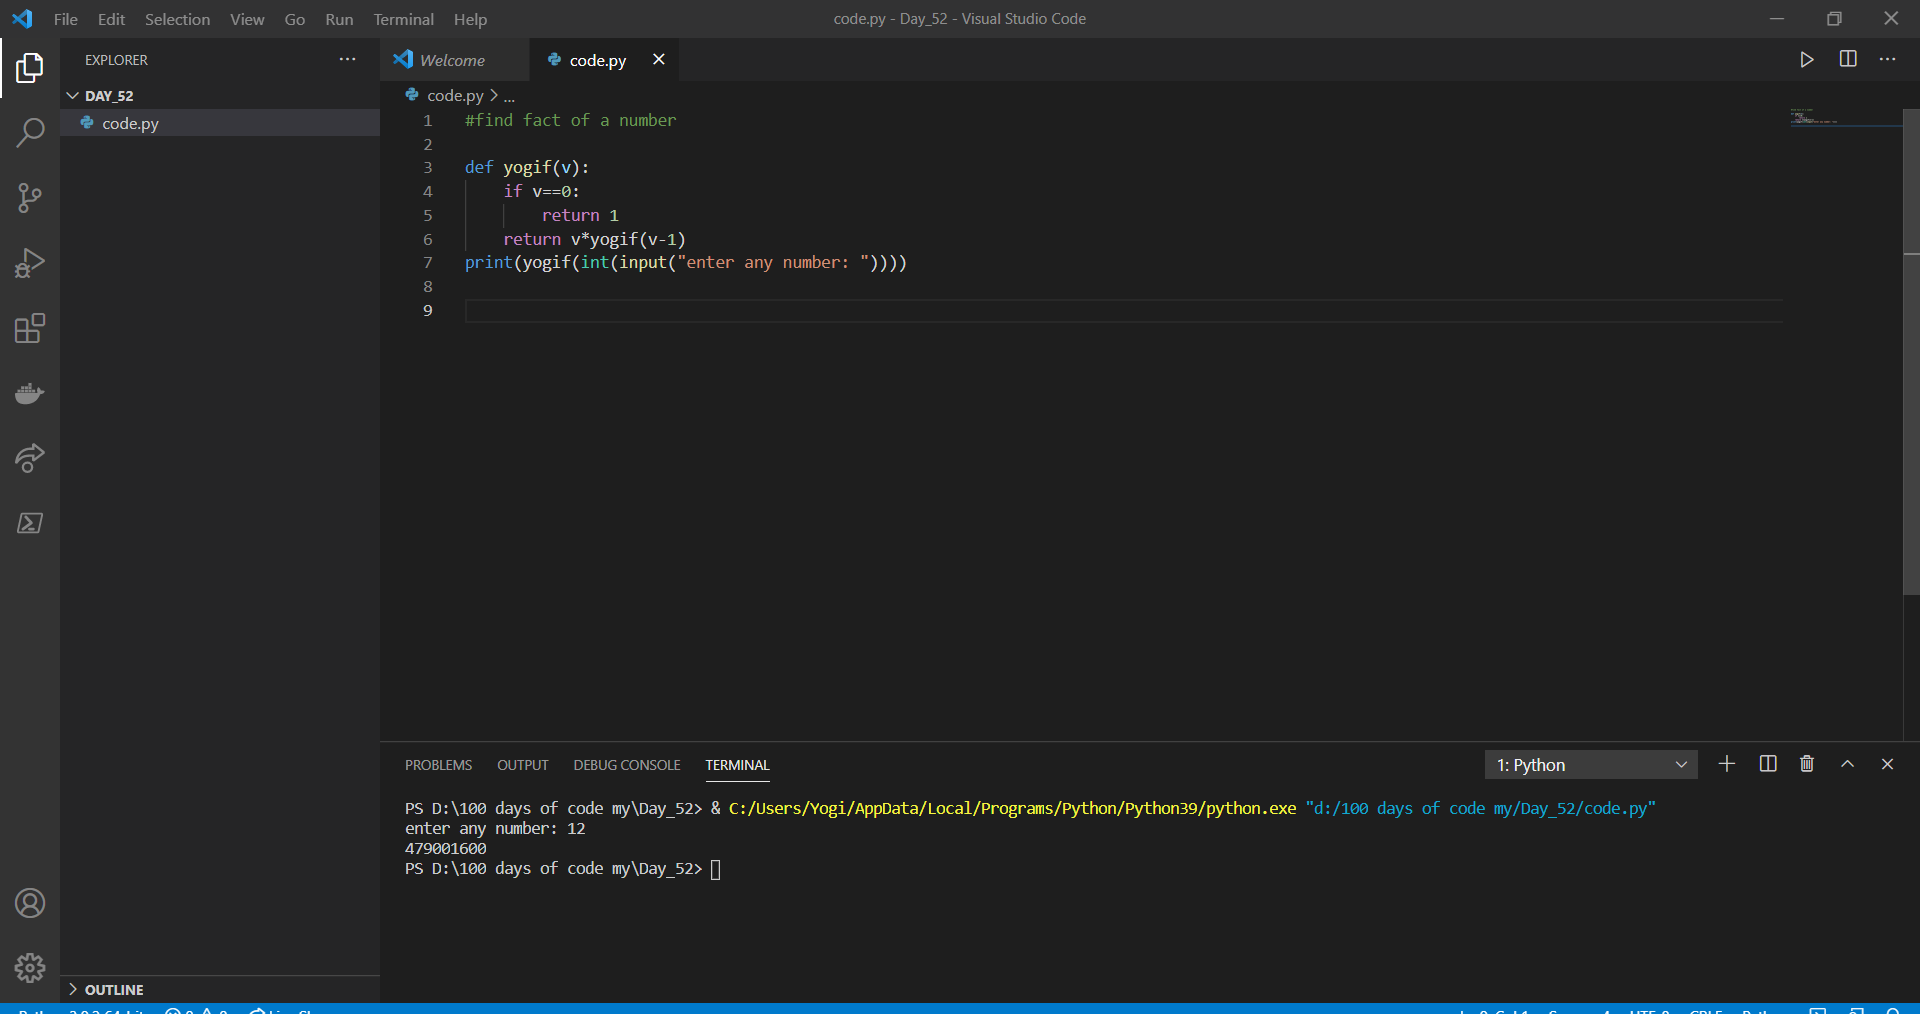 File Edit Selection View Go Run Terminal Help code.py - Day_52 - Visual Studio Code
EXPLORER
DAY_52
code.py
OUTLINE
Welcome code.py
code.py > ...
1 #find fact of a number
2
3 def yogif(v):
4 if v==0:
5 return 1
6 return v*yogif(v-1)
7 print(yogif(int(input("enter any number: "))))
8
9
PROBLEMS OUTPUT DEBUG CONSOLE TERMINAL 1: Python
PS D:\100 days of code my\Day_52> & C:/Users/Yogi/AppData/Local/Programs/Python/Python39/python.exe "d:/100 days of code my/Day_52/code.py"
enter any number: 12
479001600
PS D:\100 days of code my\Day_52>